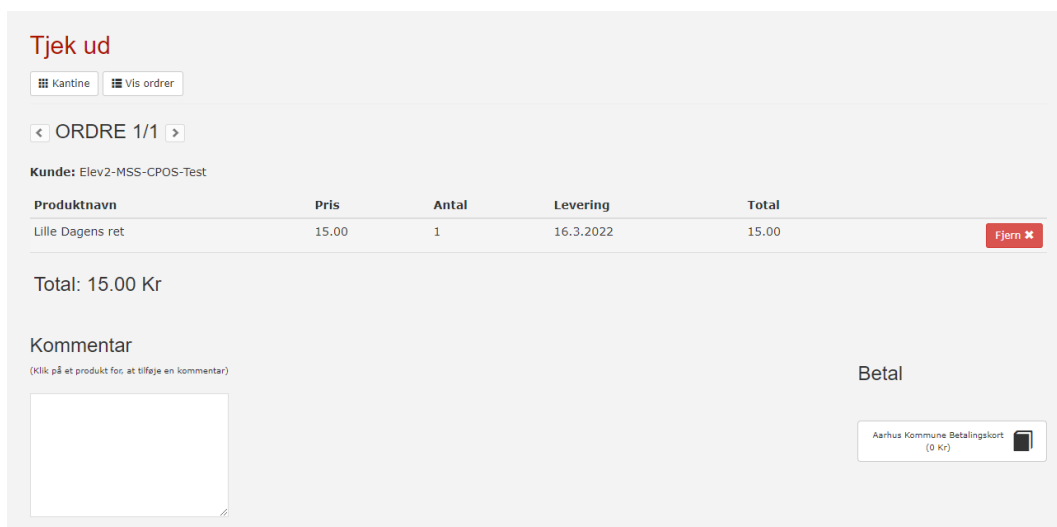 Tjek ud
Kantine Vis ordrer
< ORDRE 1/1 >
Kunde: Elev2-MSS-CPOS-Test
Produktnavn Pris Antal Levering Total
Lille Dagens ret 15.00 1 16.3.2022 15.00 Fjern ✖
Total: 15.00 Kr
Kommentar
(Klik på et produkt for, at tilføje en kommentar)
Betal
Aarhus Kommune Betalingskort
(0 Kr)